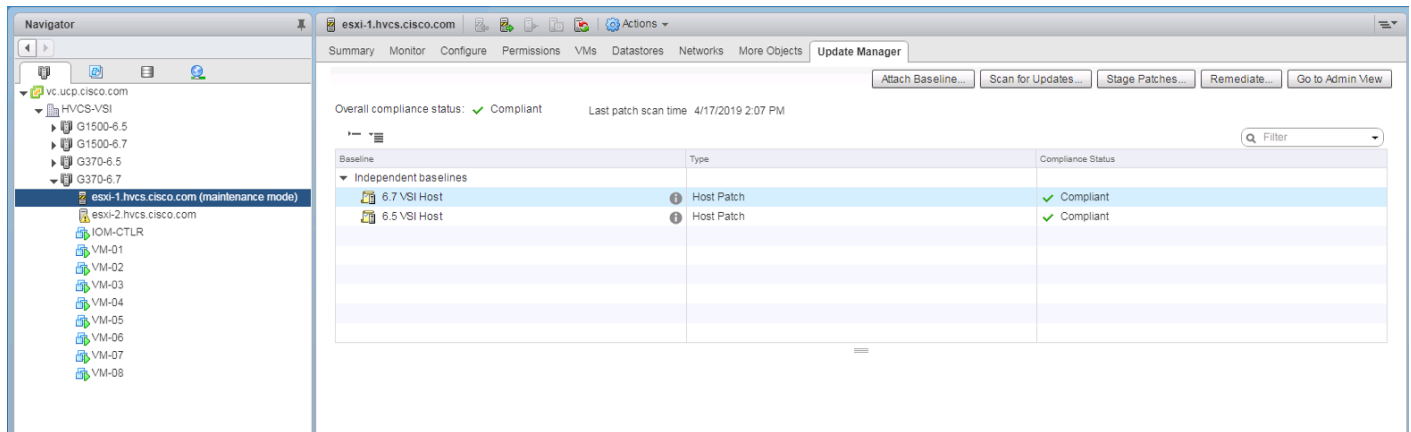 Navigator
vc.ucp.cisco.com
HVCS-VSI
G1500-6.5
G1500-6.7
G370-6.5
G370-6.7
esxi-1.hvcs.cisco.com (maintenance mode)
esxi-2.hvcs.cisco.com
IOM-CTLR
VM-01
VM-02
VM-03
VM-04
VM-05
VM-06
VM-07
VM-08
esxi-1.hvcs.cisco.com Actions
Summary Monitor Configure Permissions VMs Datastores Networks More Objects Update Manager
Attach Baseline... Scan for Updates... Stage Patches... Remediate... Go to Admin View
Overall compliance status: Compliant Last patch scan time 4/17/2019 2:07 PM
Filter
Baseline Type Compliance Status
Independent baselines
6.7 VSI Host Host Patch Compliant
6.5 VSI Host Host Patch Compliant